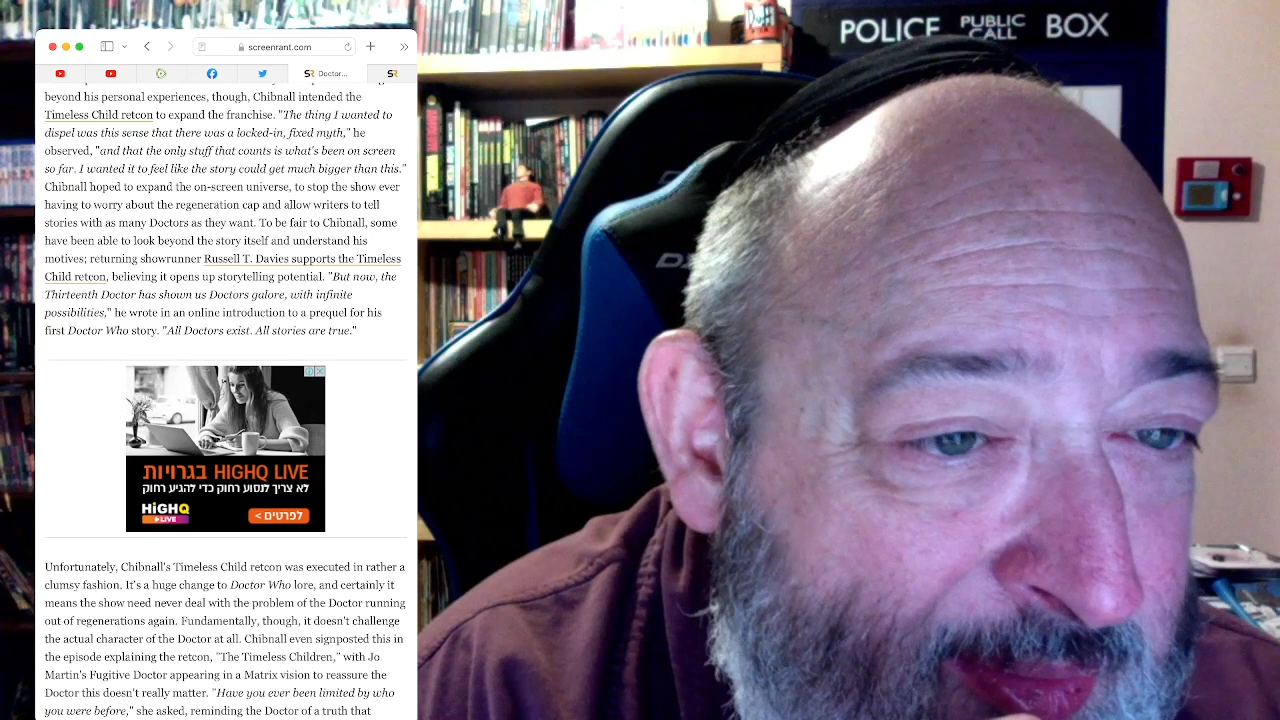 screenrant.com
SR Doctor...
SR
beyond his personal experiences, though, Chibnall intended the
Timeless Child retcon to expand the franchise. "The thing I wanted to
dispel was this sense that there was a locked-in, fixed myth," he
observed, "and that the only stuff that counts is what's been on screen
so far. I wanted it to feel like the story could get much bigger than this."
Chibnall hoped to expand the on-screen universe, to stop the show ever
having to worry about the regeneration cap and allow writers to tell
stories with as many Doctors as they want. To be fair to Chibnall, some
have been able to look beyond the story itself and understand his
motives; returning showrunner Russell T. Davies supports the Timeless
Child retcon, believing it opens up storytelling potential. "But now, the
Thirteenth Doctor has shown us Doctors galore, with infinite
possibilities," he wrote in an online introduction to a prequel for his
first Doctor Who story. "All Doctors exist. All stories are true."
HIGHQ LIVE בגרויות
לא צריך לנסוע רחוק כדי להגיע רחוק
HiGHQ
LIVE
לפרטים >
Unfortunately, Chibnall's Timeless Child retcon was executed in rather a
clumsy fashion. It's a huge change to Doctor Who lore, and certainly it
means the show need never deal with the problem of the Doctor running
out of regenerations again. Fundamentally, though, it doesn't challenge
the actual character of the Doctor at all. Chibnall even signposted this in
the episode explaining the retcon, "The Timeless Children," with Jo
Martin's Fugitive Doctor appearing in a Matrix vision to reassure the
Doctor this doesn't really matter. "Have you ever been limited by who
you were before," she asked, reminding the Doctor of a truth that
POLICE PUBLIC CALL BOX
Duff